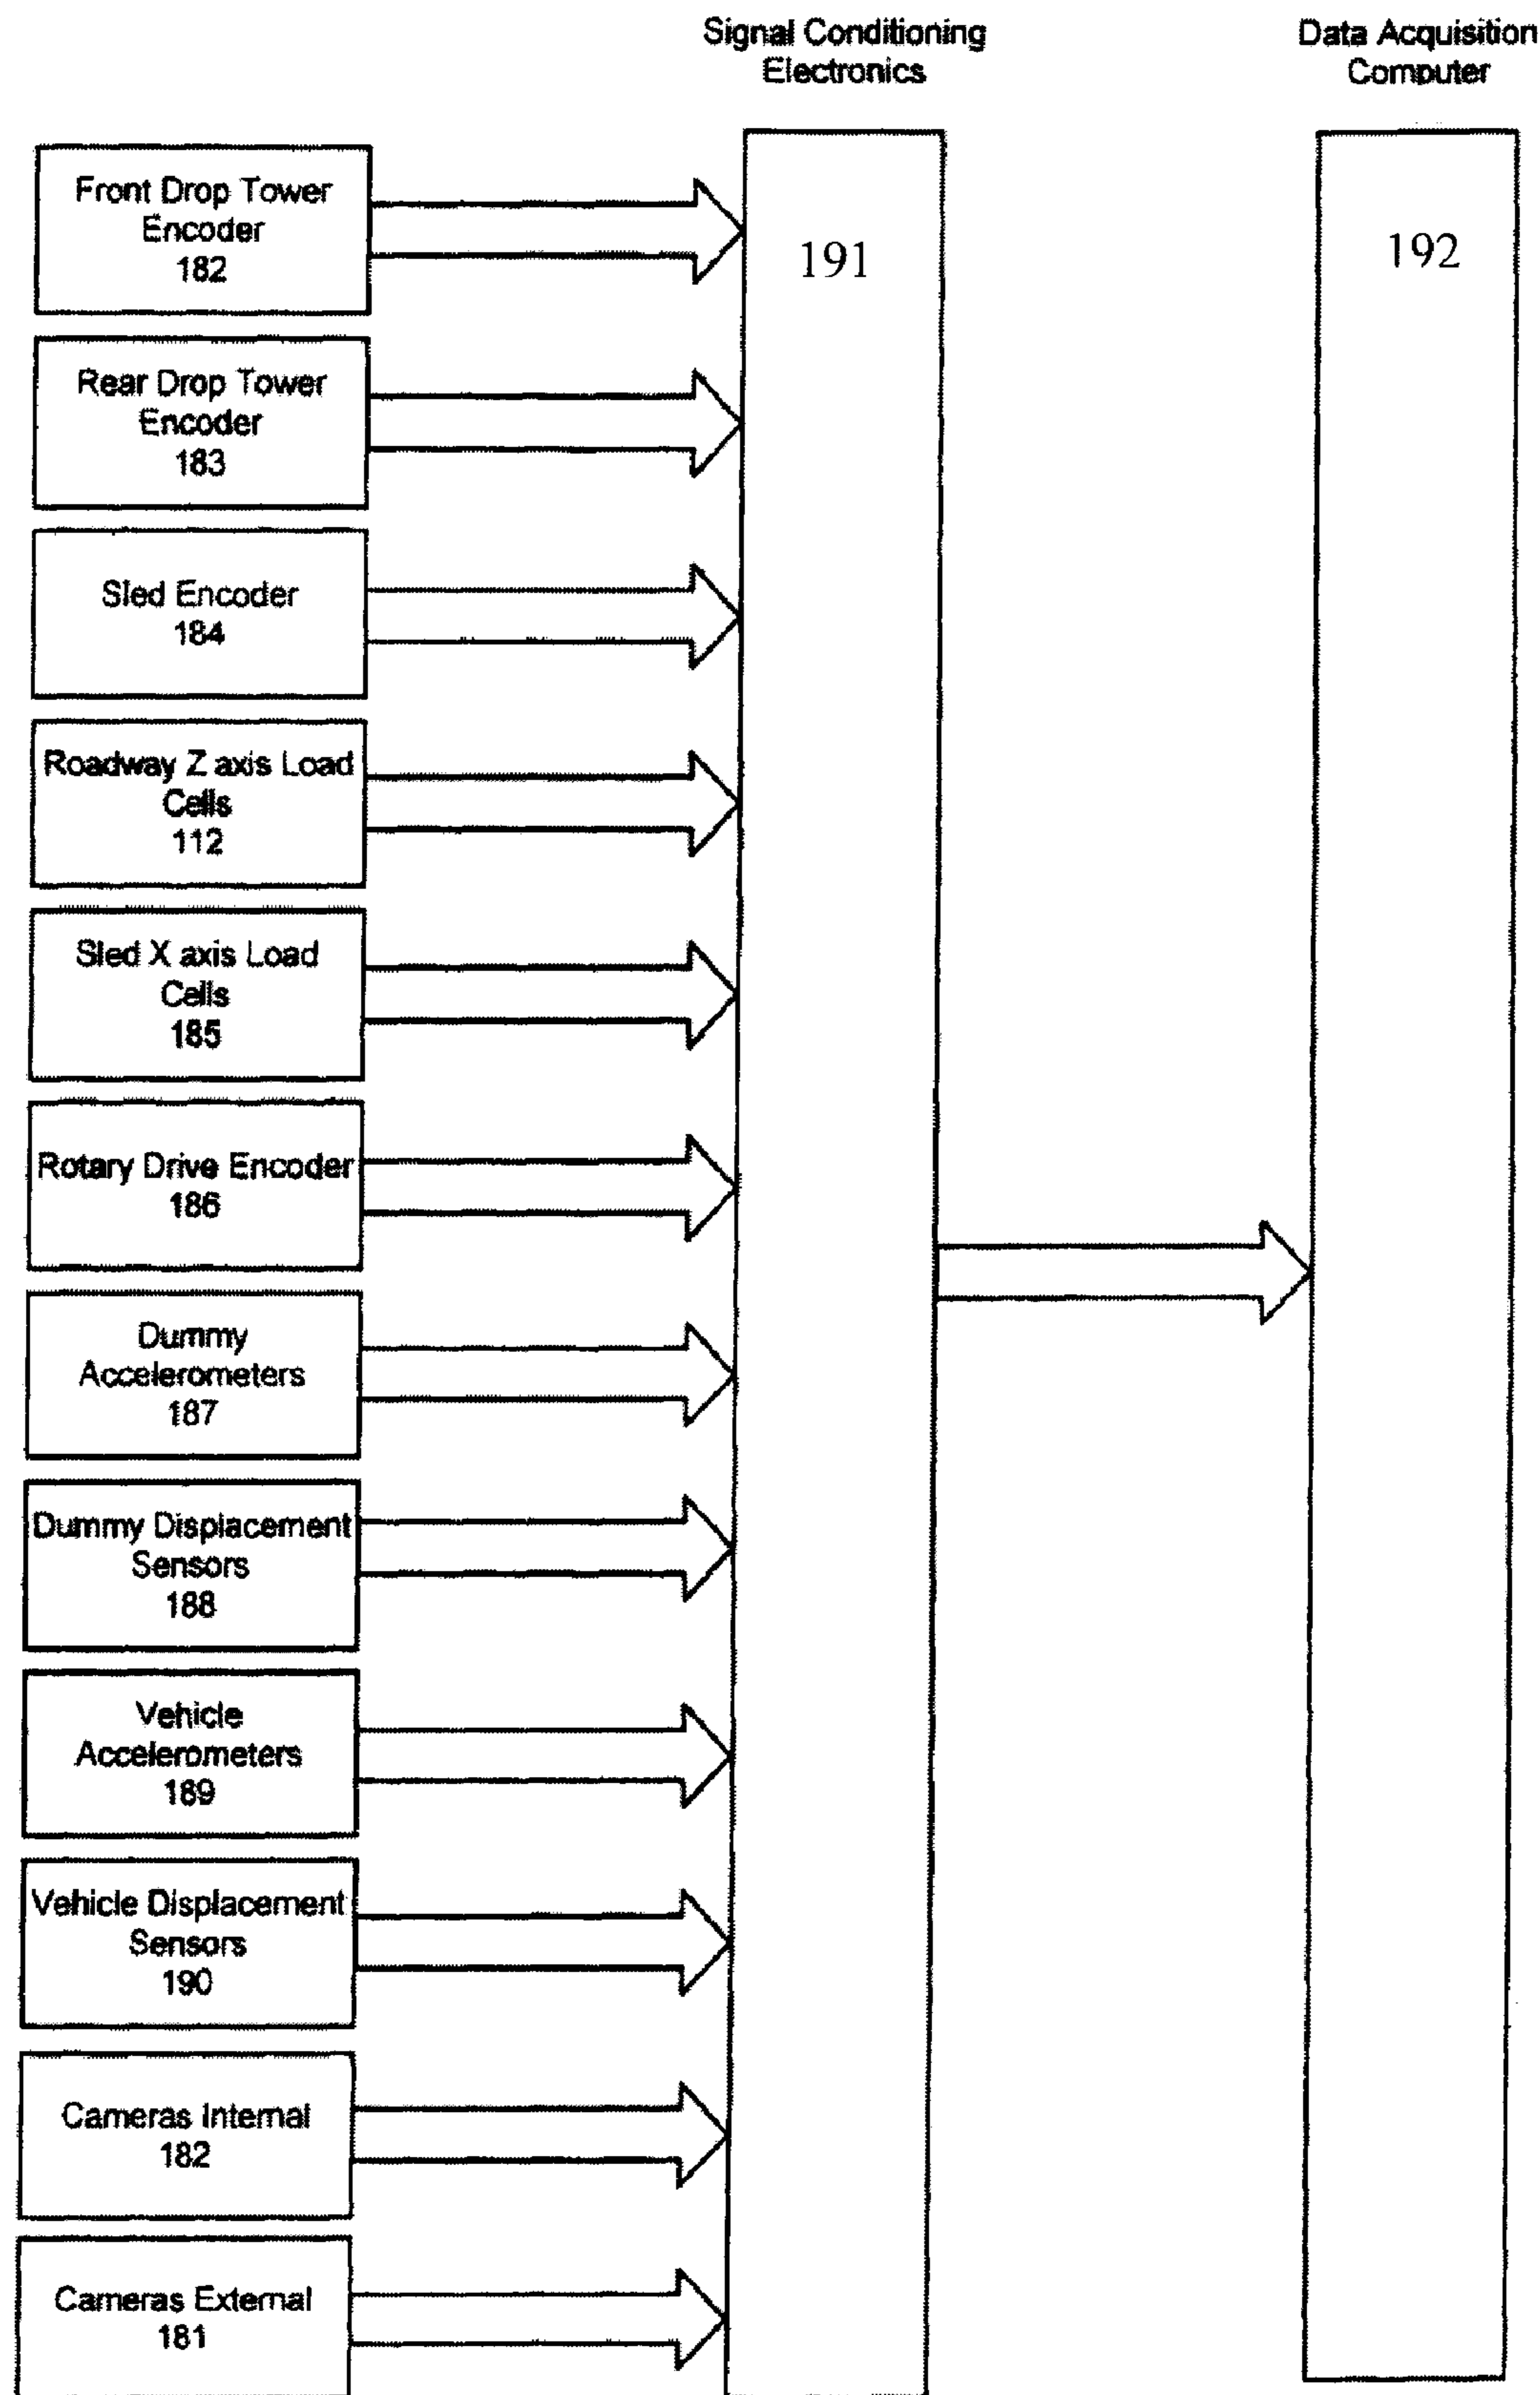 Signal Conditioning
Electronics
Data Acquisition
Computer
Front Drop Tower
Encoder
182
191
192
Rear Drop Tower
Encoder
183
Sled Encoder
184
Roadway Z axis Load
Cells
112
Sled X axis Load
Cells
185
Rotary Drive Encoder
186
Dummy
Accelerometers
187
Dummy Displacement
Sensors
188
Vehicle
Accelerometers
189
Vehicle Displacement
Sensors
190
Cameras Internal
182
Cameras External
181